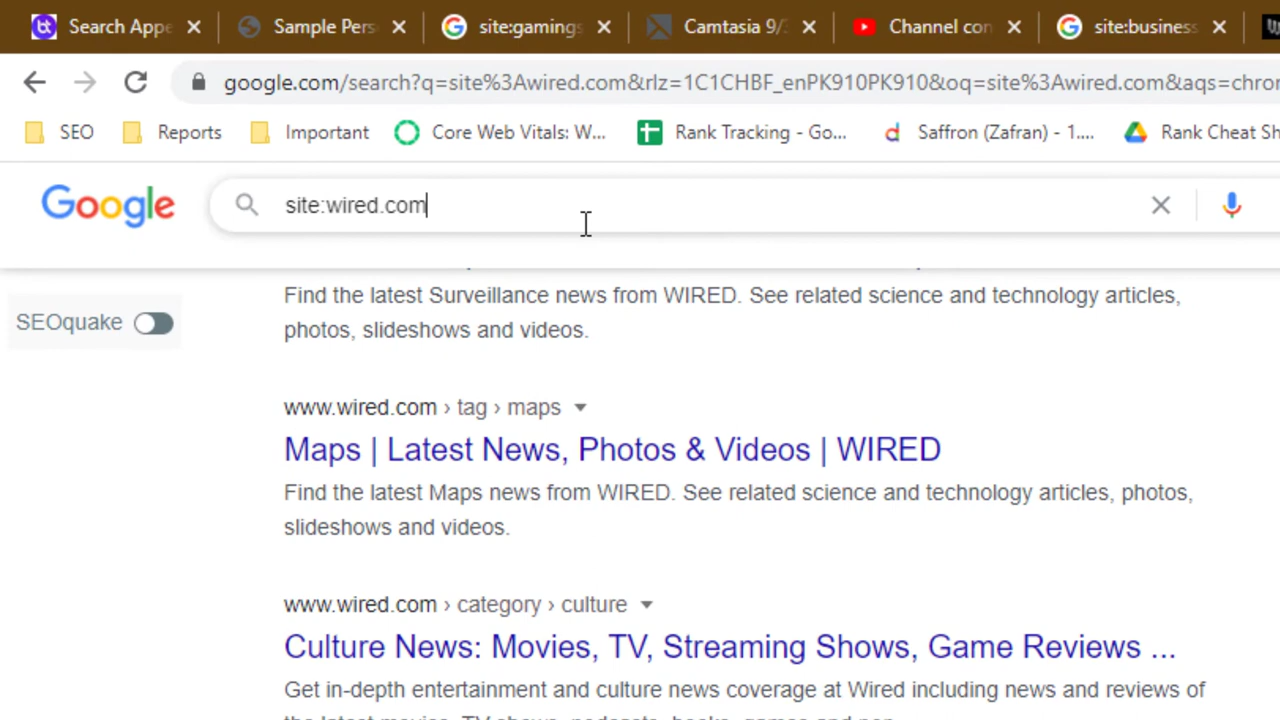 Search Appe
Sample Pers
site:gamings
Camtasia 9/
Channel con
site:business
google.com/search?q=site%3Awired.com&rlz=1C1CHBF_enPK910PK910&oq=site%3Awired.com&aqs=chro
SEO
Reports
Important
Core Web Vitals: W...
Rank Tracking - Go...
Saffron (Zafran) - 1....
Rank Cheat Sh
Google
site:wired.com
SEOquake
Find the latest Surveillance news from WIRED. See related science and technology articles,
photos, slideshows and videos.
www.wired.com › tag › maps
Maps | Latest News, Photos & Videos | WIRED
Find the latest Maps news from WIRED. See related science and technology articles, photos,
slideshows and videos.
www.wired.com › category › culture
Culture News: Movies, TV, Streaming Shows, Game Reviews ...
Get in-depth entertainment and culture news coverage at Wired including news and reviews of